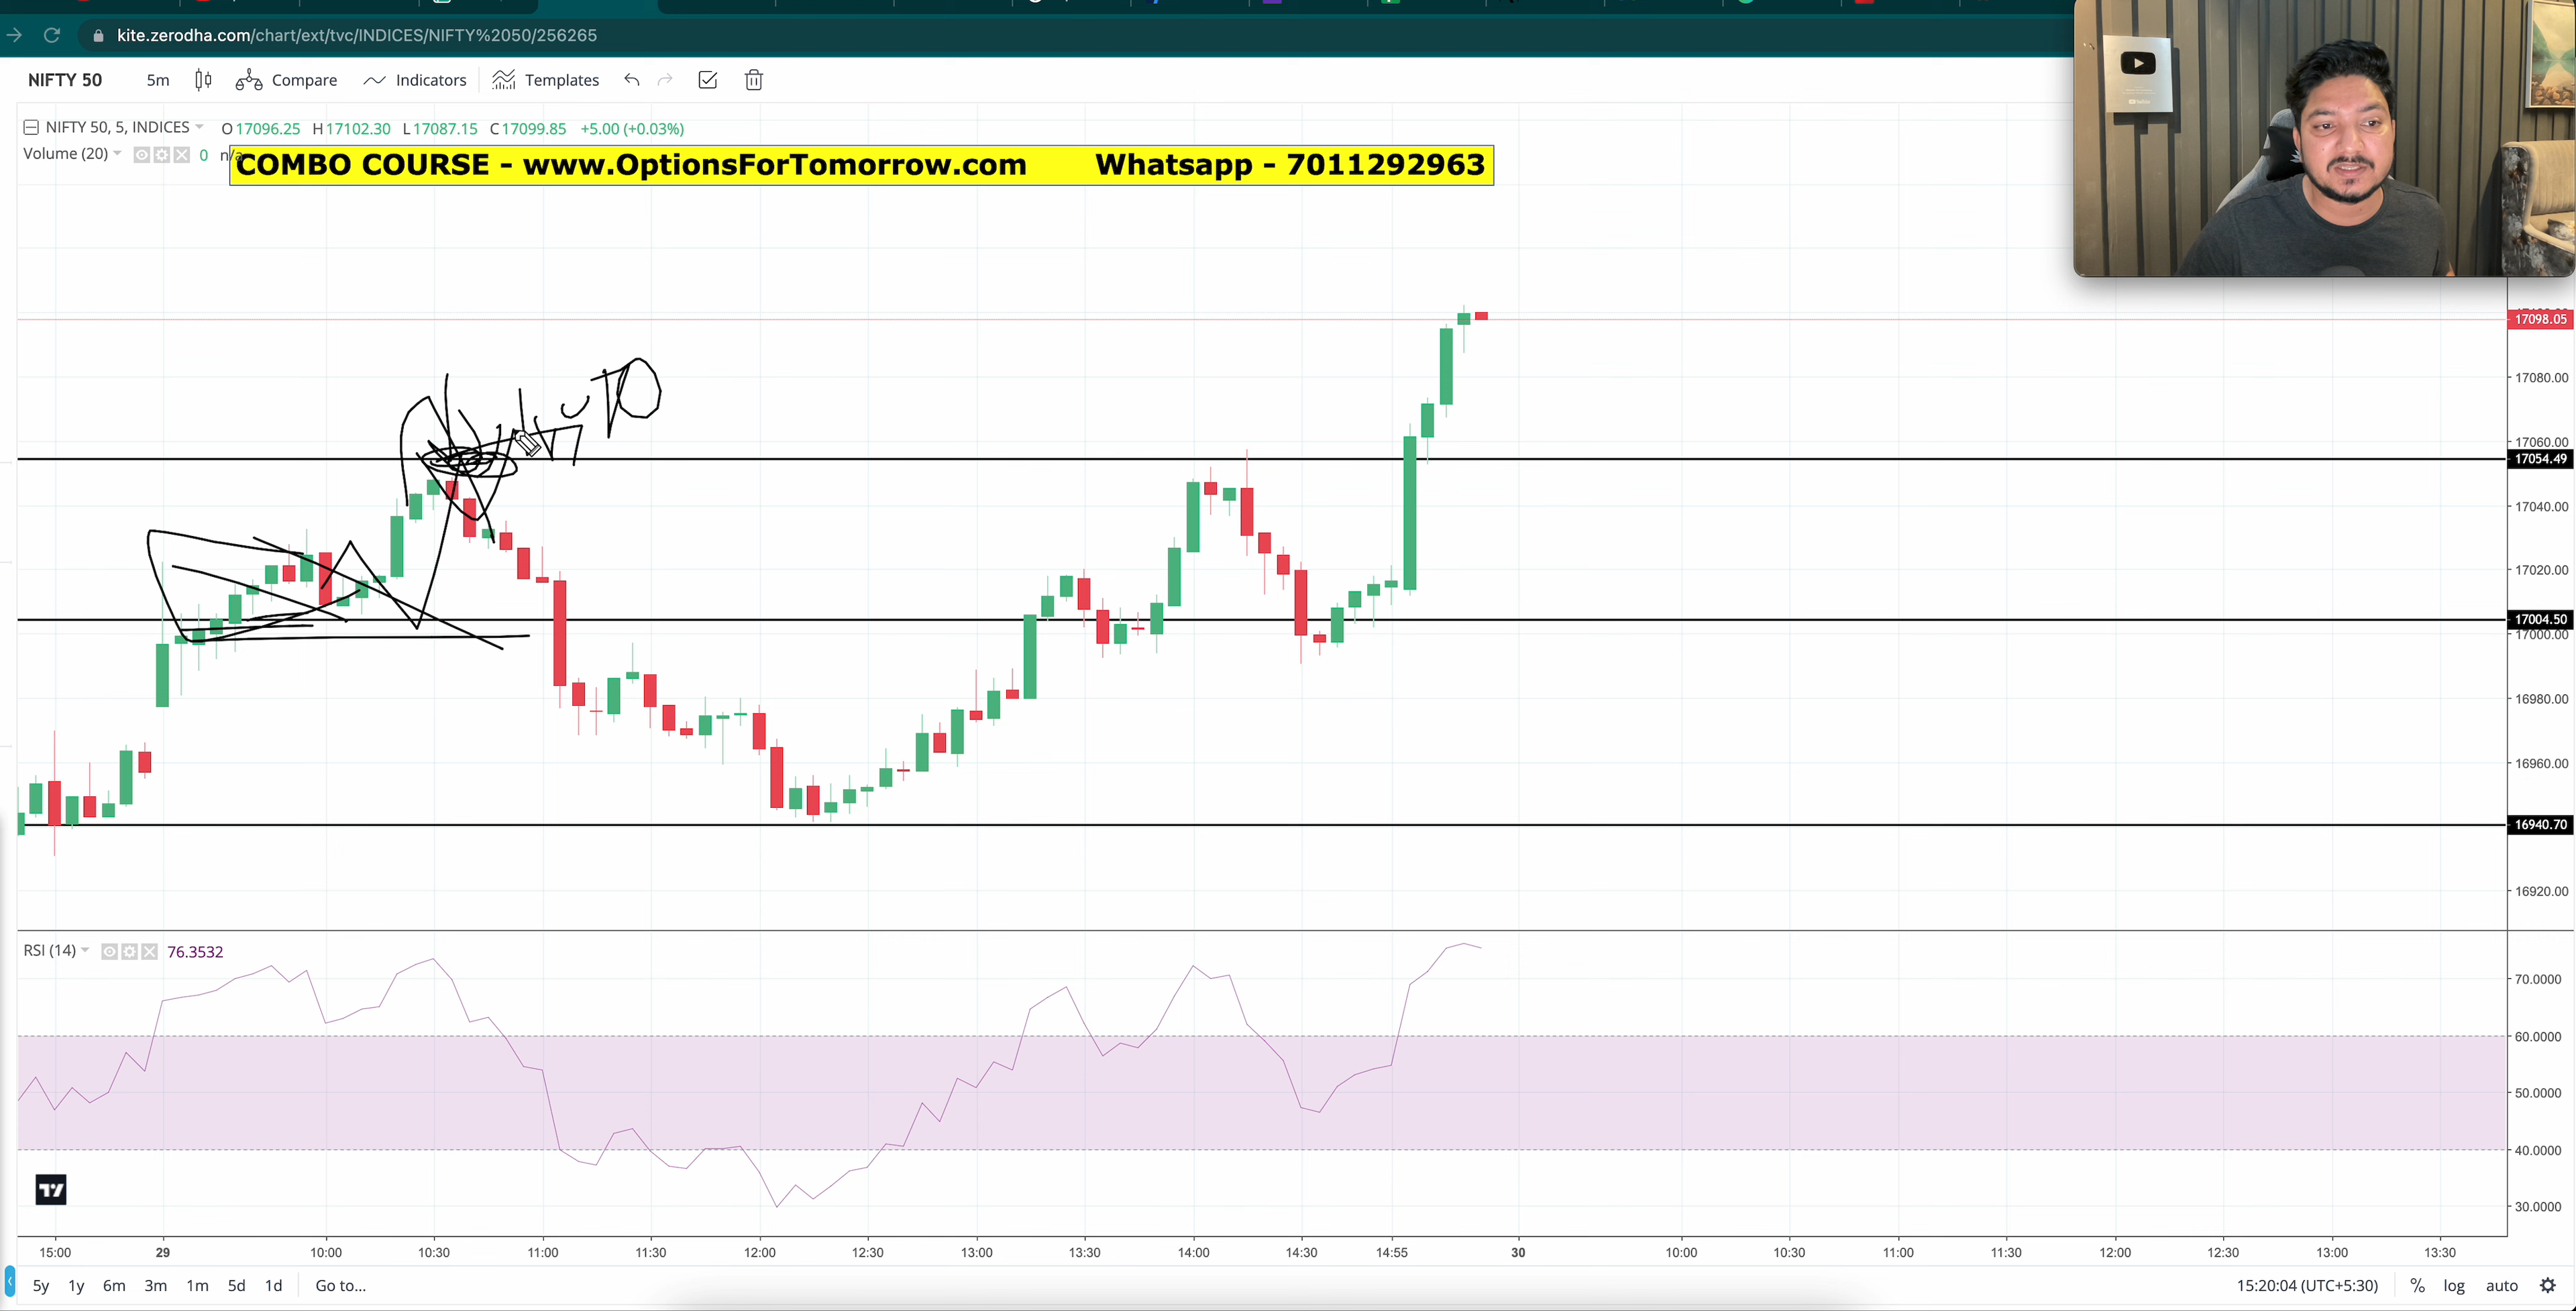 kite.zerodha.com/chart/ext/tvc/INDICES/NIFTY%2050/256265
NIFTY 50 5m Compare Indicators Templates
NIFTY 50, 5, INDICES O17096.25 H17102.30 L17087.15 C17099.85 +5.00 (+0.03%)
Volume (20) 0 n/a
COMBO COURSE - www.OptionsForTomorrow.com Whatsapp - 7011292963
17098.05
17080.00
17060.00
17054.49
17040.00
17020.00
17004.50
17000.00
16980.00
16960.00
16940.70
16920.00
RSI (14) 76.3532
70.0000
60.0000
50.0000
40.0000
30.0000
15:00 29 10:00 10:30 11:00 11:30 12:00 12:30 13:00 13:30 14:00 14:30 14:55 30 10:00 10:30 11:00 11:30 12:00 12:30 13:00 13:30
5y 1y 6m 3m 1m 5d 1d Go to... 15:20:04 (UTC+5:30) % log auto